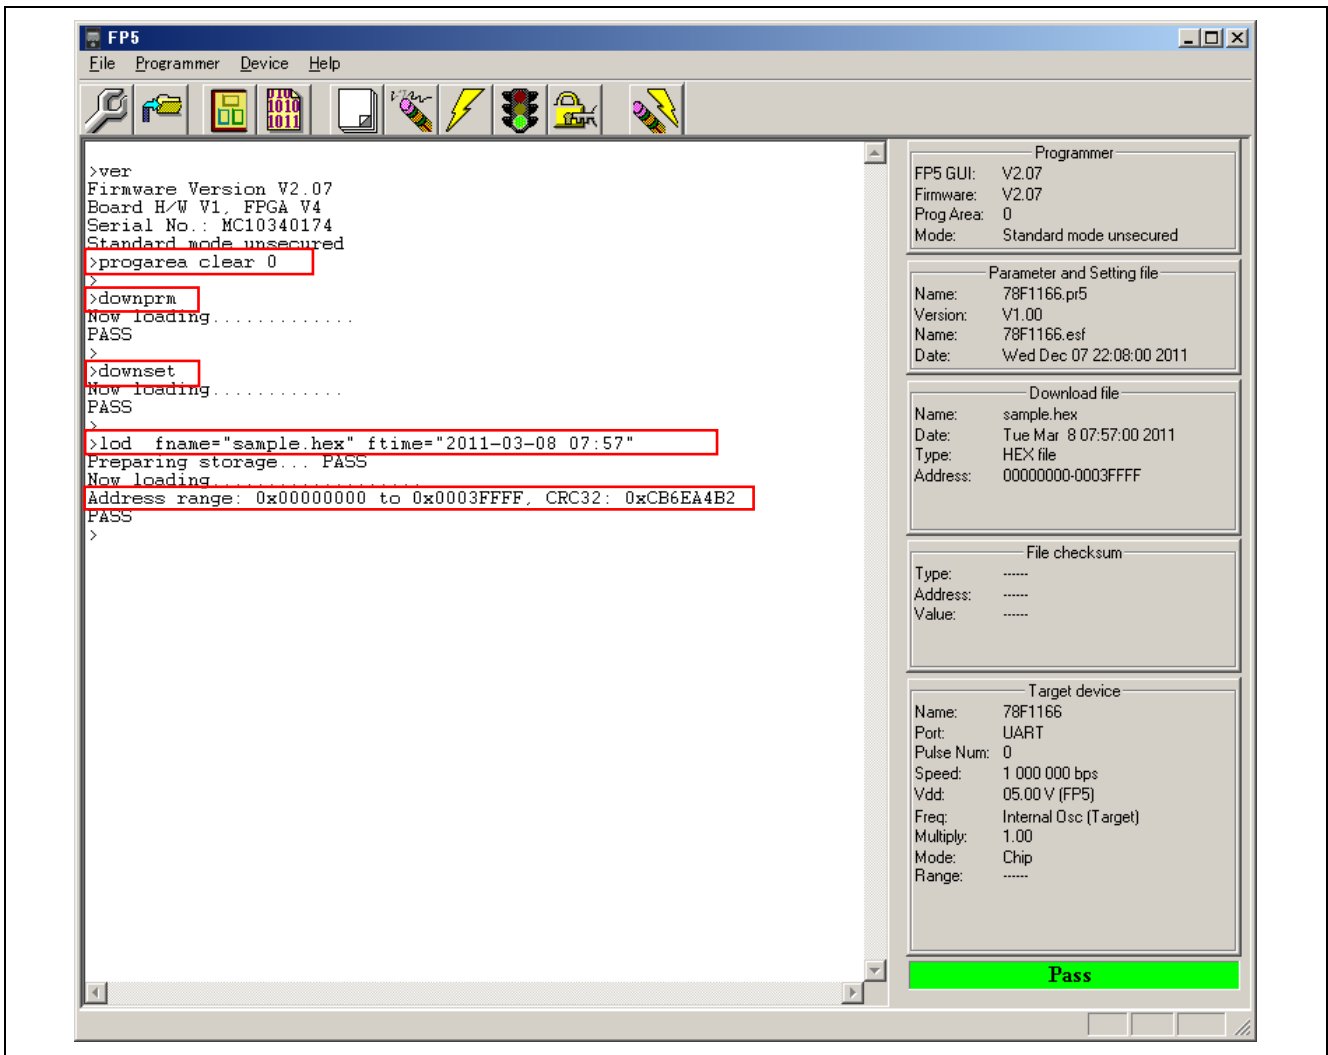 FP5
File Programmer Device Help
>ver
Firmware Version V2.07
Board H/W V1, FPGA V4
Serial No.: MC10340174
Standard mode unsecured
>progarea clear 0
>
>downprm
Now loading.............
PASS
>
>downset
Now loading............
PASS
>
>lod fname="sample.hex" ftime="2011-03-08 07:57"
Preparing storage... PASS
Now loading....................
Address range: 0x00000000 to 0x0003FFFF, CRC32: 0xCB6EA4B2
PASS
>
Programmer
FP5 GUI: V2.07
Firmware: V2.07
Prog Area: 0
Mode: Standard mode unsecured
Parameter and Setting file
Name: 78F1166.pr5
Version: V1.00
Name: 78F1166.esf
Date: Wed Dec 07 22:08:00 2011
Download file
Name: sample.hex
Date: Tue Mar 8 07:57:00 2011
Type: HEX file
Address: 00000000-0003FFFF
File checksum
Type: ------
Address: ------
Value: ------
Target device
Name: 78F1166
Port: UART
Pulse Num: 0
Speed: 1 000 000 bps
Vdd: 05.00 V (FP5)
Freq: Internal Osc (Target)
Multiply: 1.00
Mode: Chip
Range: ------
Pass